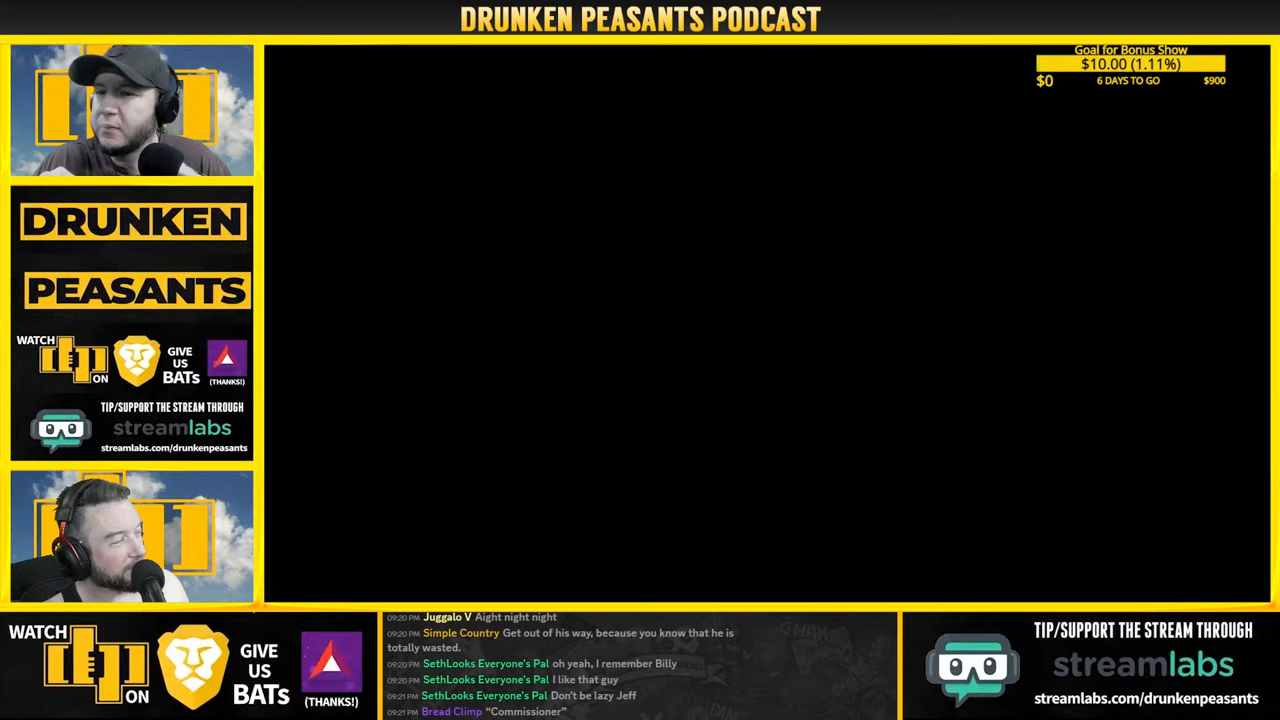 DRUNKEN PEASANTS PODCAST
Goal for Bonus Show
$10.00 (1.11%)
$0 6 DAYS TO GO $900
DRUNKEN
PEASANTS
WATCH
ON
GIVE
US
BATs
(THANKS!)
TIP/SUPPORT THE STREAM THROUGH
streamlabs
streamlabs.com/drunkenpeasants
WATCH
ON
GIVE
US
BATs
(THANKS!)
09:20 PM Juggalo V Aight night night
09:20 PM Simple Country Get out of his way, because you know that he is
totally wasted.
09:20 PM SethLooks Everyone's Pal oh yeah, I remember Billy
09:20 PM SethLooks Everyone's Pal I like that guy
09:21 PM SethLooks Everyone's Pal Don't be lazy Jeff
09:21 PM Bread Climp “Commissioner”
TIP/SUPPORT THE STREAM THROUGH
streamlabs
streamlabs.com/drunkenpeasants